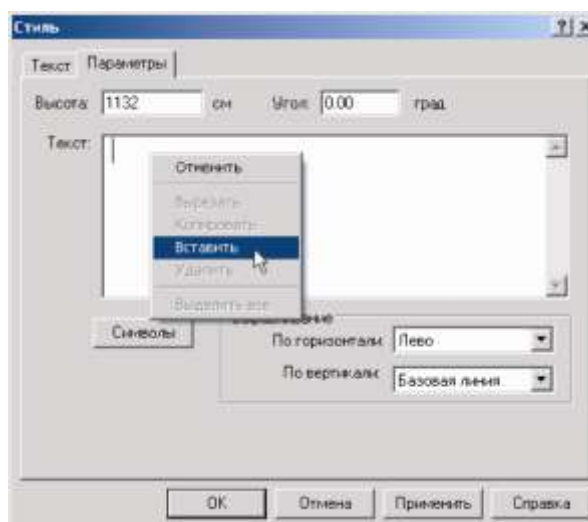 Стиль
Текст Параметры
Высота: 1132 см Угол: 0.00 град.
Текст:
Отменить
Вырезать
Копировать
Вставить
Удалить
Выделить все
Символы
По горизонтали: Лево
По вертикали: Базовая линия
OK Отмена Применить Справка